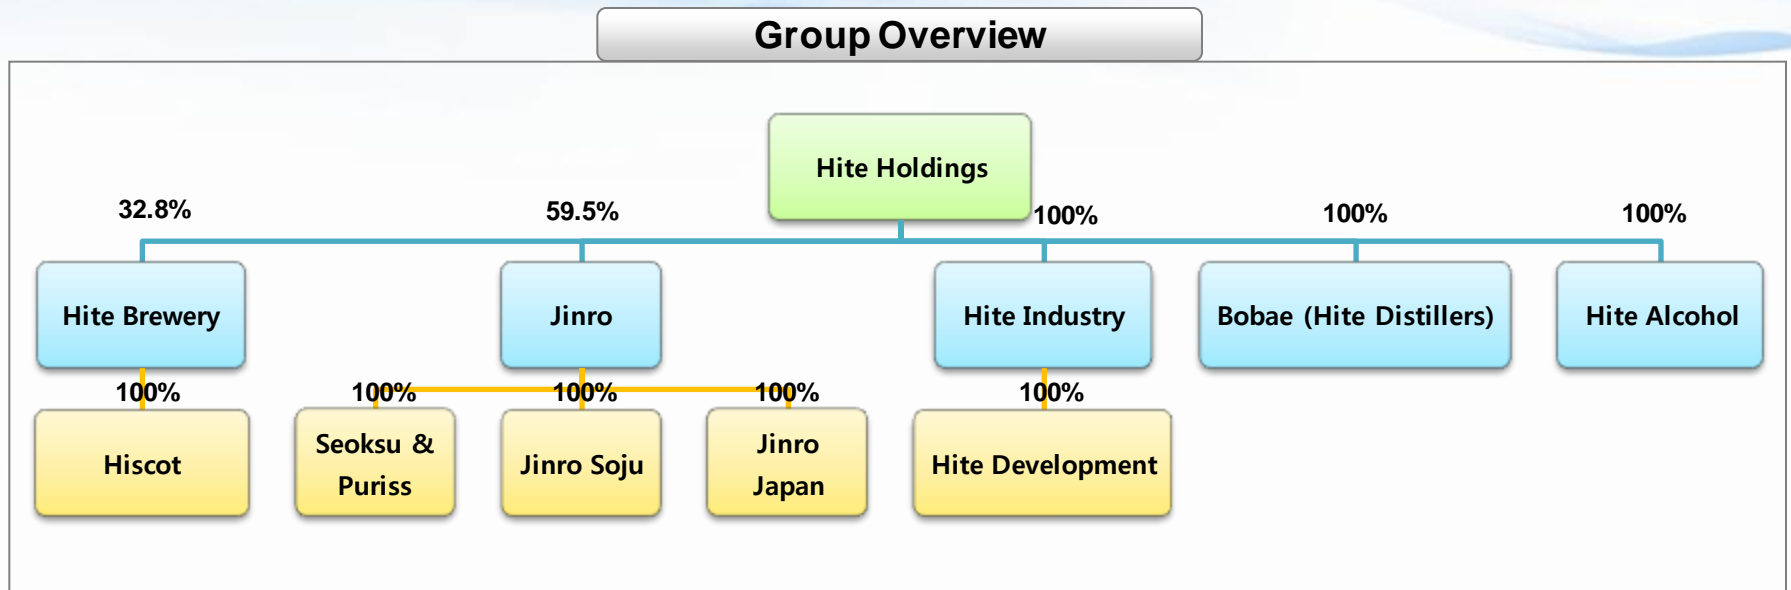 Group Overview
Hite Holdings
32.8%
59.5%
100%
100%
100%
Hite Brewery
Jinro
Hite Industry
Bobae (Hite Distillers)
Hite Alcohol
100%
100%
100%
100%
100%
Hiscot
Seoksu &
Puriss
Jinro Soju
Jinro
Japan
Hite Development